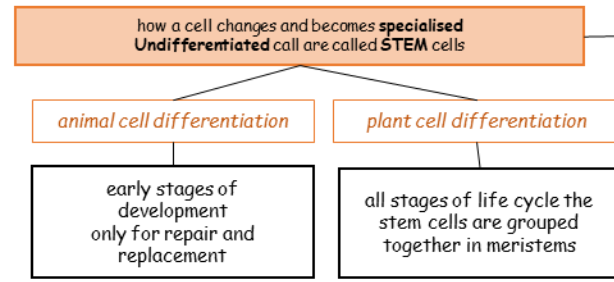 how a cell changes and becomes specialised
Undifferentiated call are called STEM cells
animal cell differentiation
plant cell differentiation
early stages of
development
only for repair and
replacement
all stages of life cycle the
stem cells are grouped
together in meristems